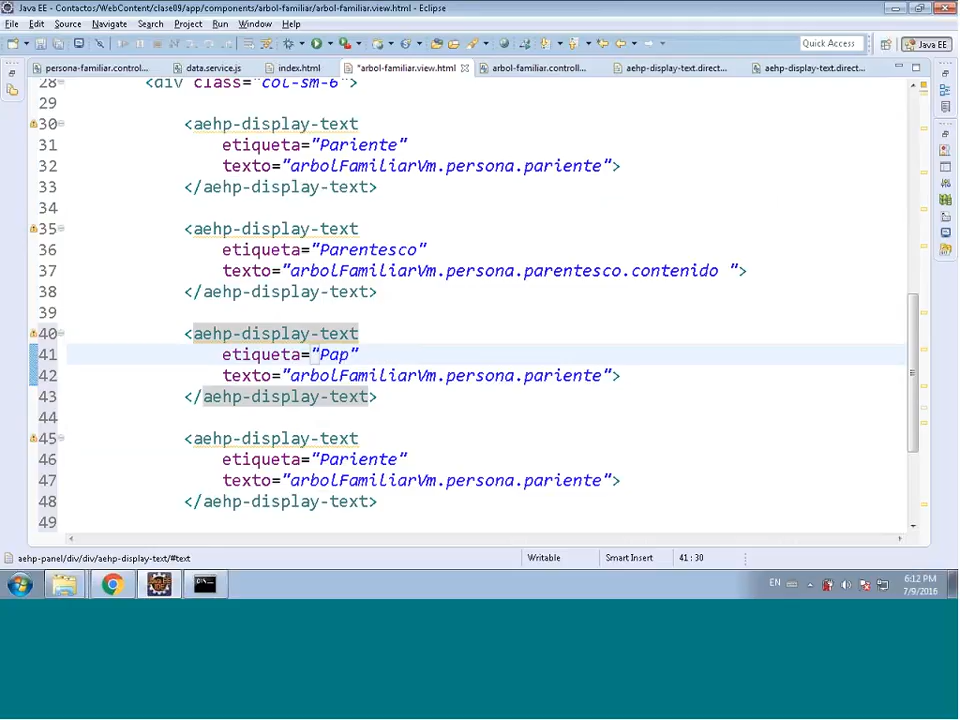 Java EE - Contactos/WebContent/clase09/app/components/arbol-familiar/arbol-familiar.view.html - Eclipse
File Edit Source Navigate Search Project Run Window Help
Quick Access
Java EE
persona-familiar.control...
data.service.js
index.html
*arbol-familiar.view.html
arbol-familiar.controll...
aehp-display-text.direct...
aehp-display-text.direct...
28 <div class="col-sm-6">
29
30 <aehp-display-text
31 etiqueta="Pariente"
32 texto="arbolFamiliarVm.persona.pariente">
33 </aehp-display-text>
34
35 <aehp-display-text
36 etiqueta="Parentesco"
37 texto="arbolFamiliarVm.persona.parentesco.contenido ">
38 </aehp-display-text>
39
40 <aehp-display-text
41 etiqueta="Pap"
42 texto="arbolFamiliarVm.persona.pariente">
43 </aehp-display-text>
44
45 <aehp-display-text
46 etiqueta="Pariente"
47 texto="arbolFamiliarVm.persona.pariente">
48 </aehp-display-text>
49
aehp-panel/div/div/aehp-display-text/#text
Writable
Smart Insert
41 : 30
EN
6:12 PM
7/9/2016